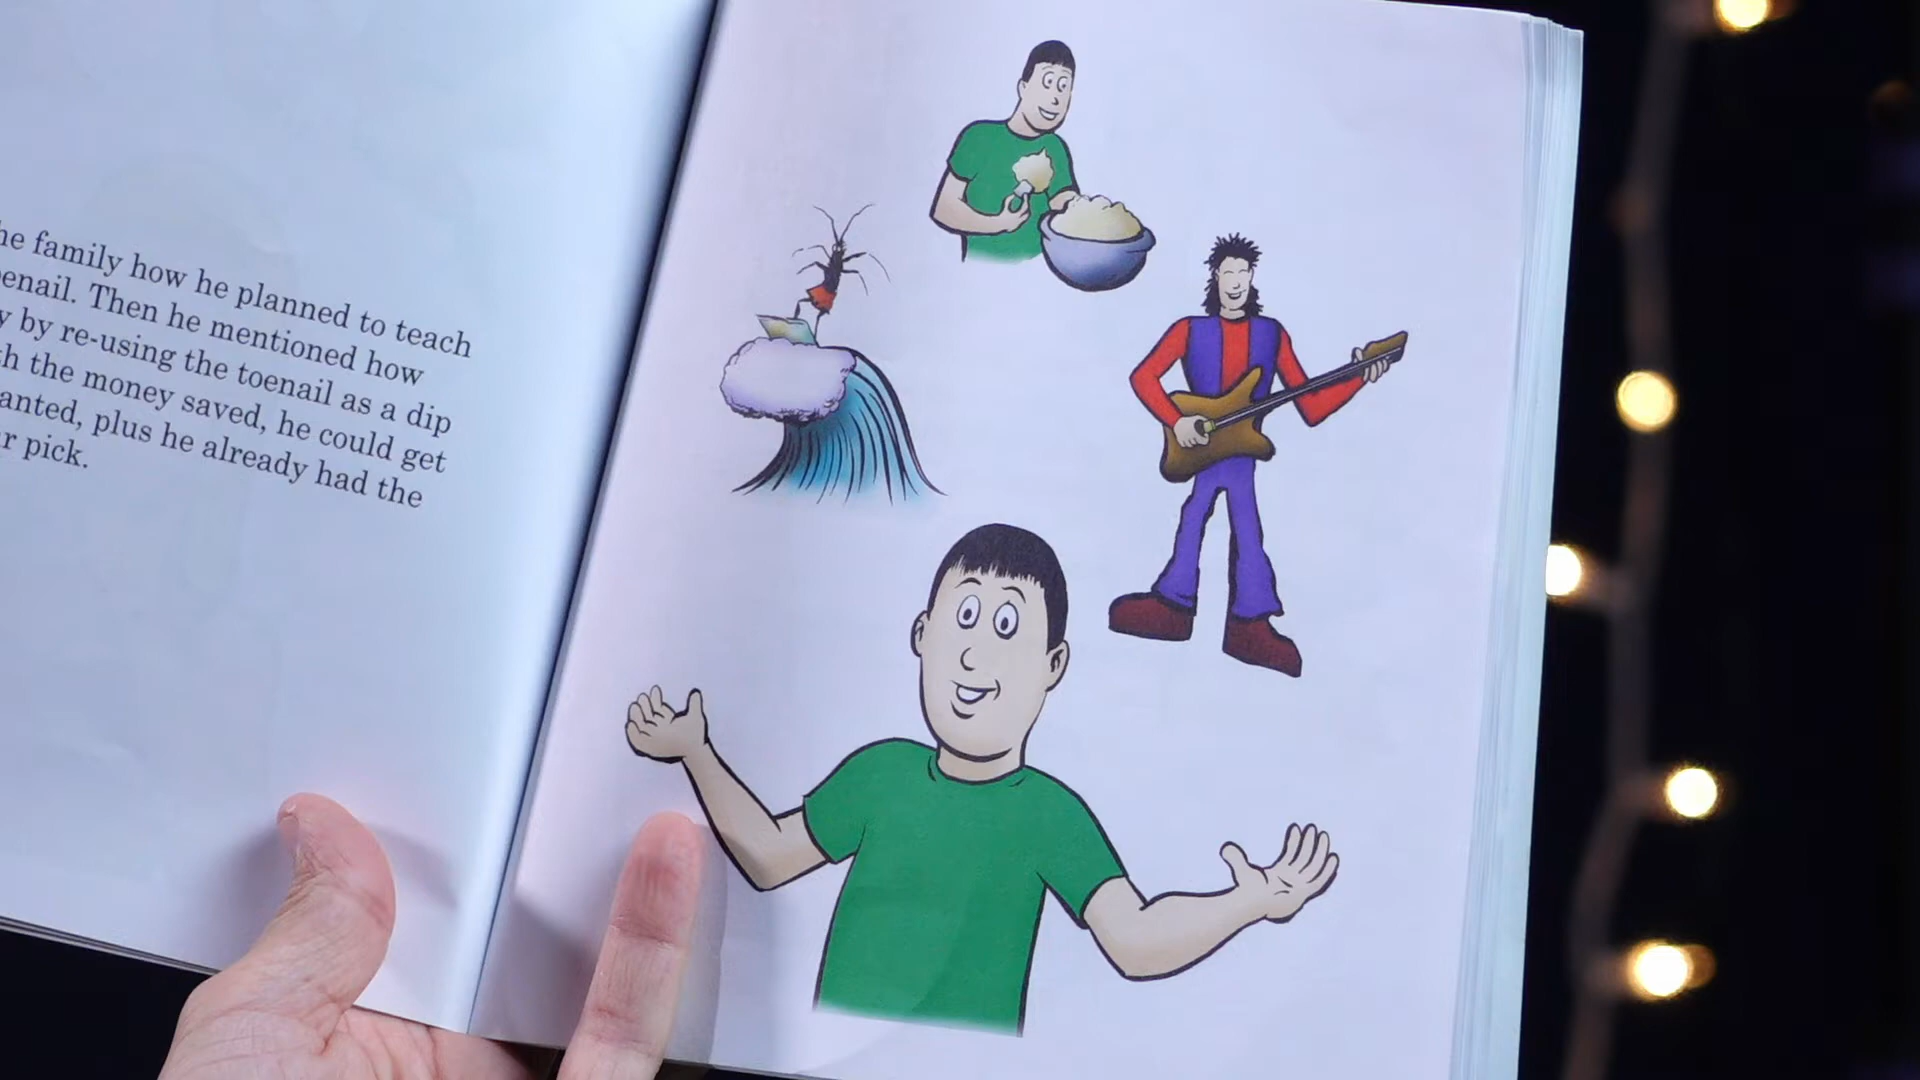 he family how he planned to teach
enail. Then he mentioned how
y by re-using the toenail as a dip
h the money saved, he could get
anted, plus he already had the
r pick.